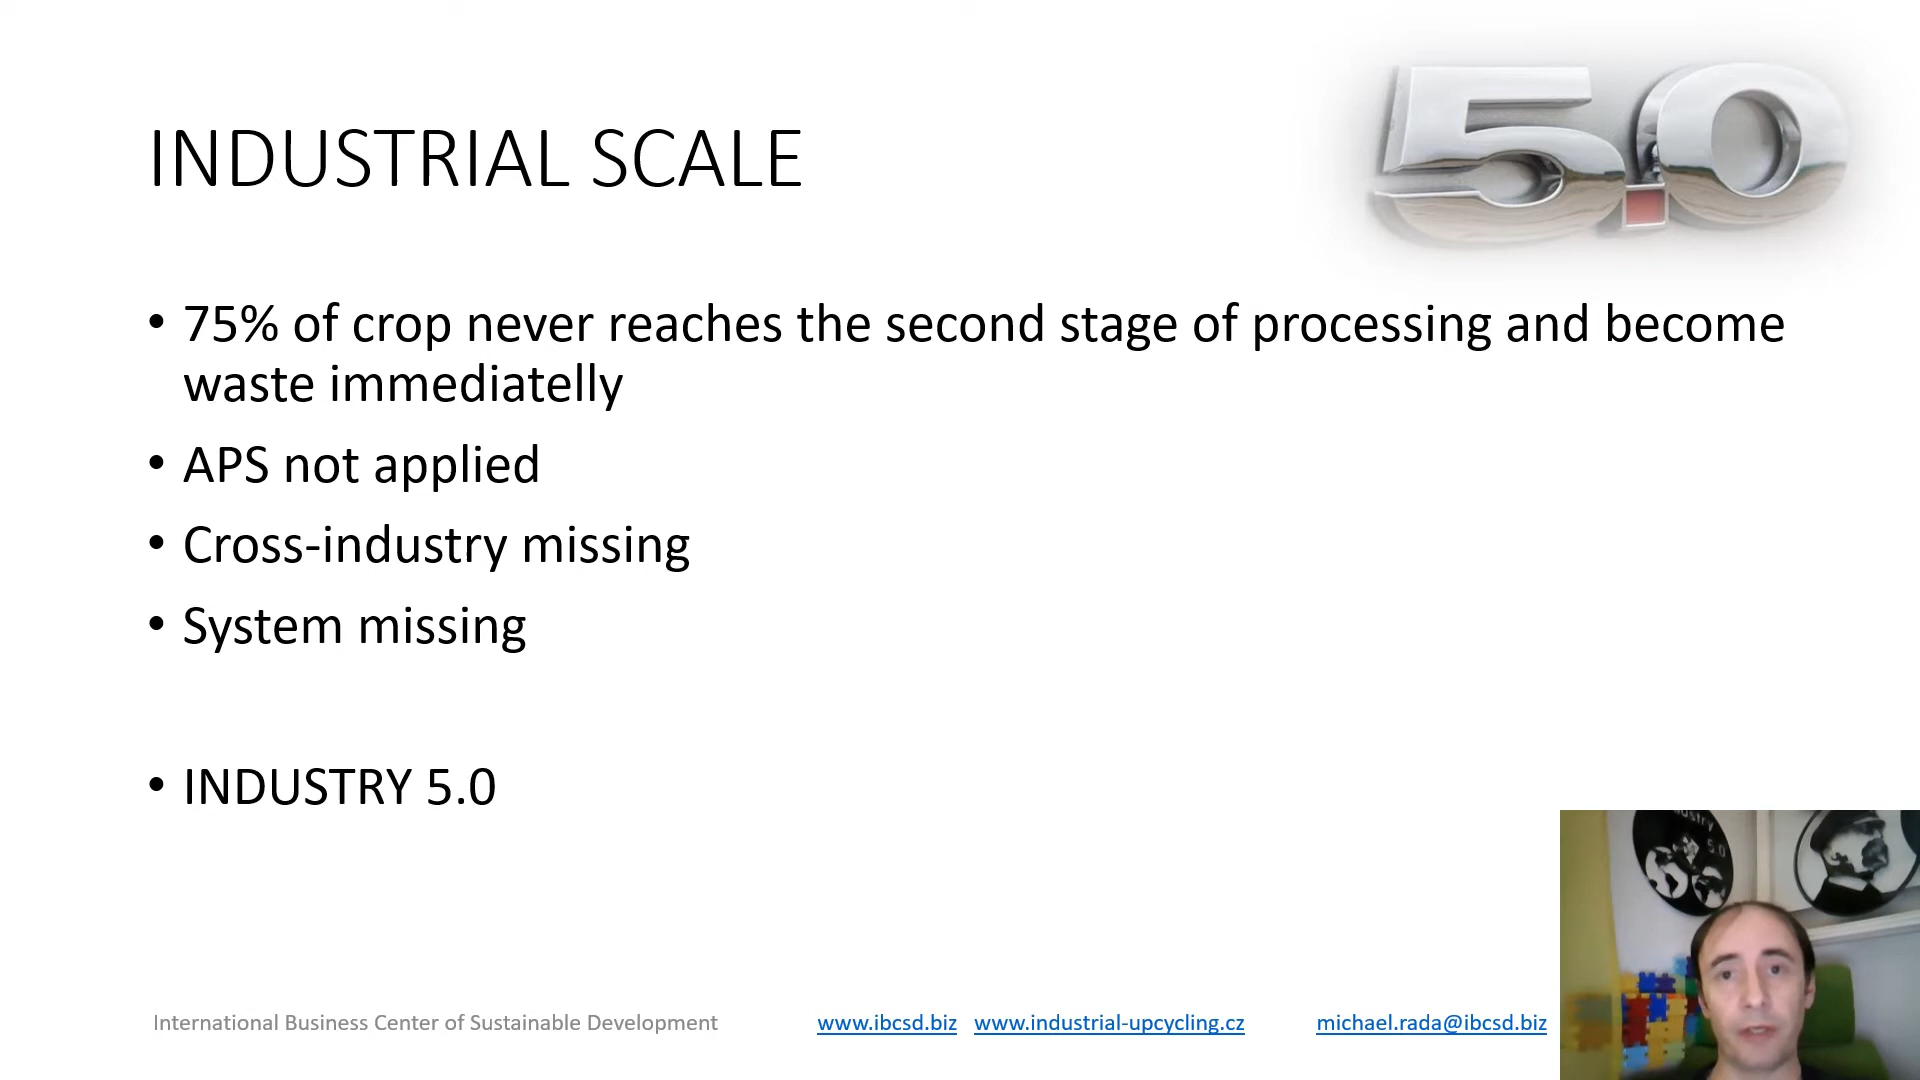 5.0
INDUSTRIAL SCALE
• 75% of crop never reaches the second stage of processing and become
waste immediatelly
• APS not applied
• Cross-industry missing
• System missing
• INDUSTRY 5.0
International Business Center of Sustainable Development www.ibcsd.biz www.industrial-upcycling.cz michael.rada@ibcsd.biz
5.0